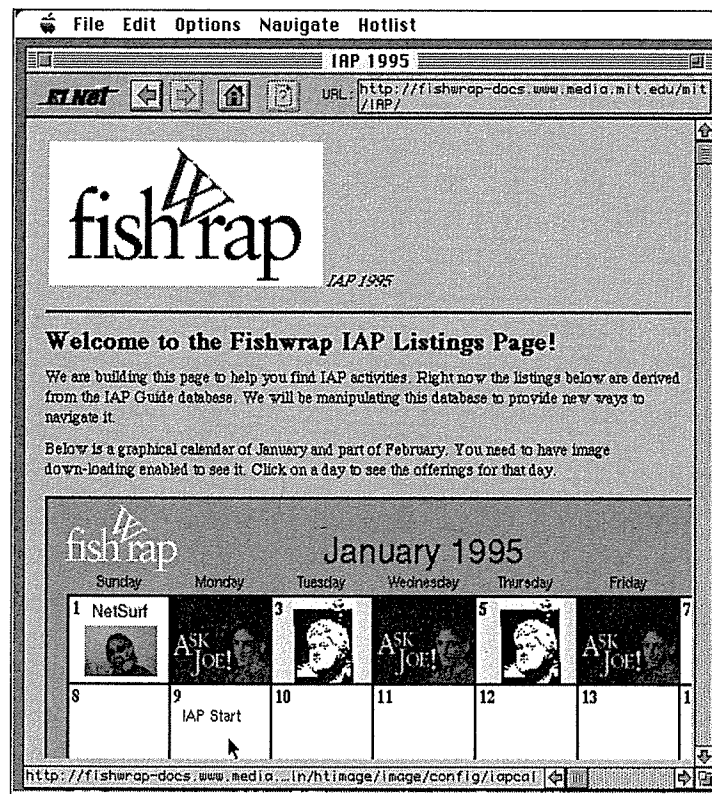 File Edit Options Navigate Hotlist
IAP 1995
EI Net URL: http://fishwrap-docs.www.media.mit.edu/mit
/IAP/
fishWrap
IAP 1995
Welcome to the Fishwrap IAP Listings Page!
We are building this page to help you find IAP activities. Right now the listings below are derived
from the IAP Guide database. We will be manipulating this database to provide new ways to
navigate it.
Below is a graphical calendar of January and part of February. You need to have image
down-loading enabled to see it. Click on a day to see the offerings for that day.
fishWrap
January 1995
Sunday Monday Tuesday Wednesday Thursday Friday
1 NetSurf ASK JOE! 3 ASK JOE! 5 ASK JOE! 7
8 9 10 11 12 13 1
IAP Start
http://fishwrap-docs.www.media,…in/htimage/image/config/iapcal